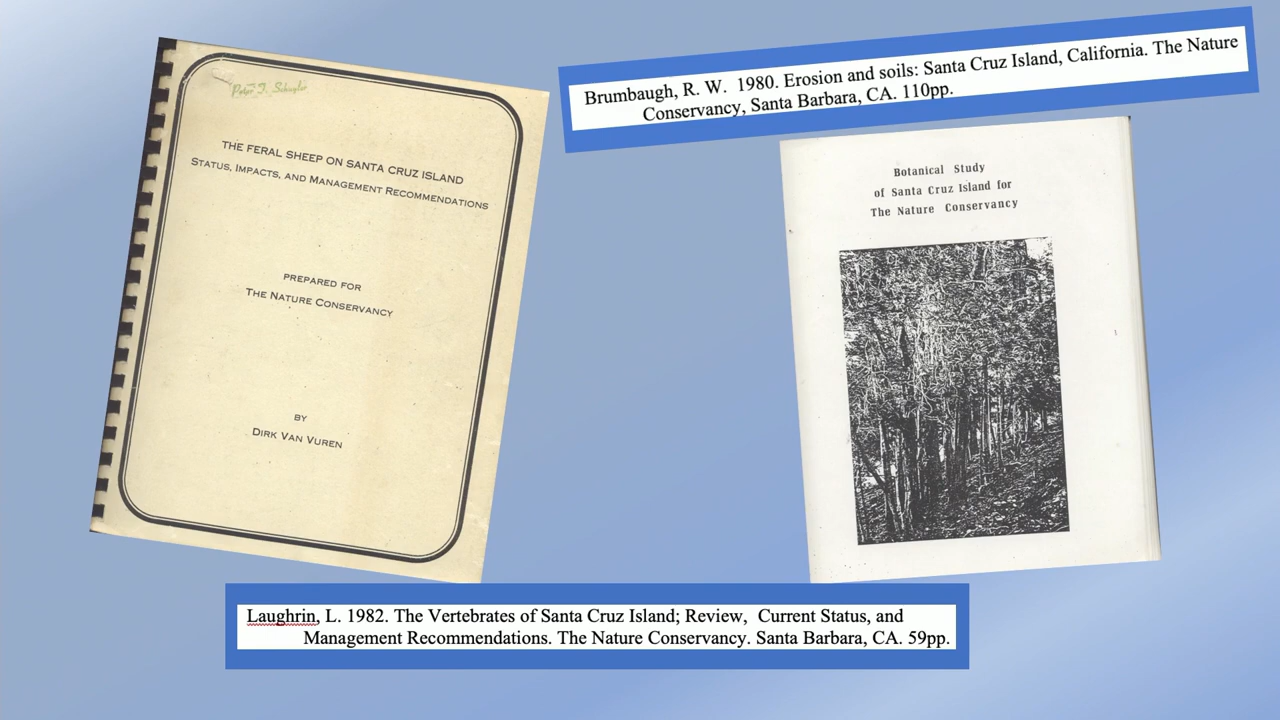 Peter T. Schuyler
THE FERAL SHEEP ON SANTA CRUZ ISLAND
STATUS, IMPACTS, AND MANAGEMENT RECOMMENDATIONS
PREPARED FOR
THE NATURE CONSERVANCY
BY
DIRK VAN VUREN
Brumbaugh, R. W. 1980. Erosion and soils: Santa Cruz Island, California. The Nature
Conservancy, Santa Barbara, CA. 110pp.
Botanical Study
of Santa Cruz Island for
The Nature Conservancy
Laughrin, L. 1982. The Vertebrates of Santa Cruz Island; Review, Current Status, and
Management Recommendations. The Nature Conservancy. Santa Barbara, CA. 59pp.